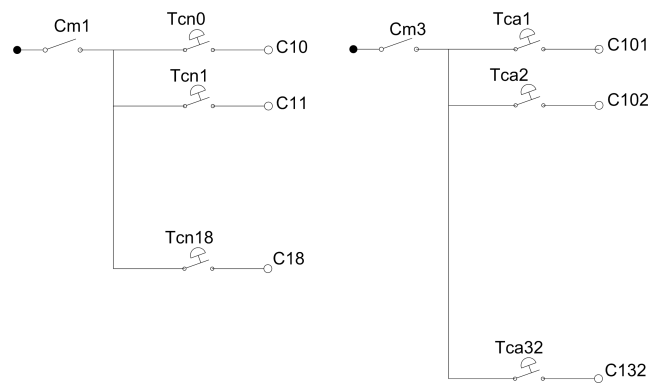 Cm1
Tcn0
C10
Tcn1
C11
Tcn18
C18
Cm3
Tca1
C101
Tca2
C102
Tca32
C132